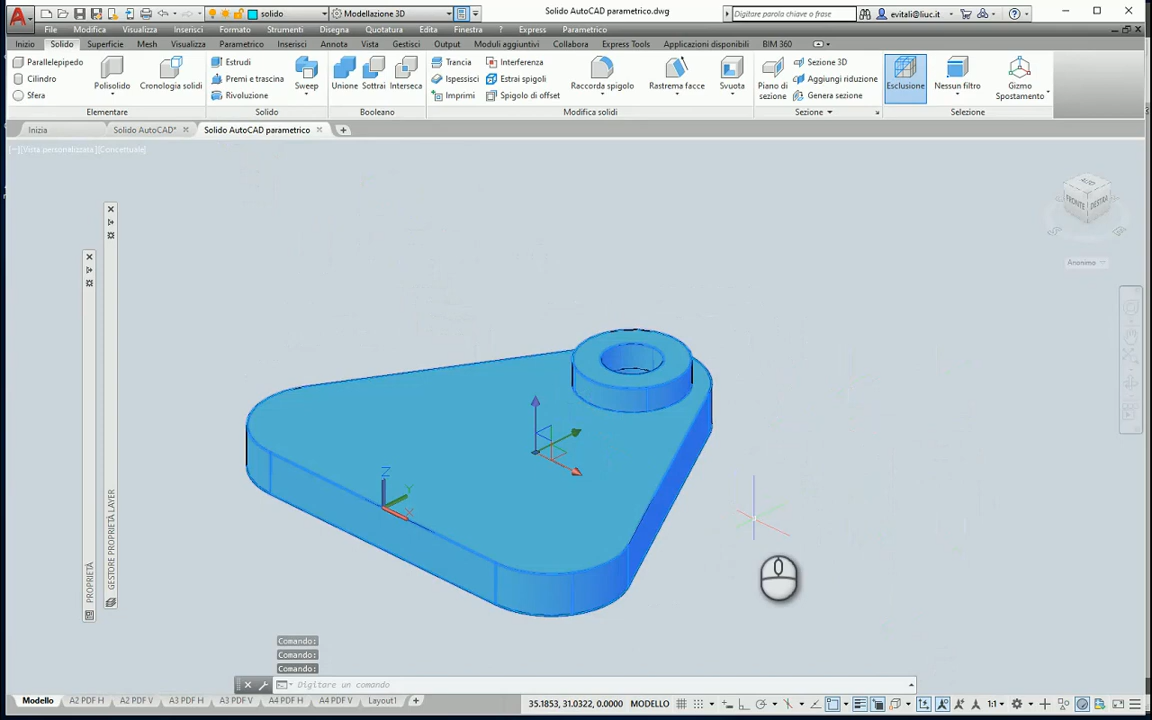 solido
Modellazione 3D
Solido AutoCAD parametrico.dwg
Digitare parola chiave o frase
evitali@liuc.it
File Modifica Visualizza Inserisci Formato Strumenti Disegna Quotatura Edita Finestra ? Express Parametrico
Inizio Solido Superficie Mesh Visualizza Parametrico Inserisci Annota Vista Gestisci Output Moduli aggiuntivi Collabora Express Tools Applicazioni disponibili BIM 360
Parallelepipedo
Cilindro
Sfera
Polisolido
Cronologia solidi
Estrudi
Premi e trascina
Rivoluzione
Sweep
Unione
Sottrai
Interseca
Trancia
Ispessisci
Imprimi
Interferenza
Estrai spigoli
Spigolo di offset
Raccorda spigolo
Rastrema facce
Svuota
Piano di sezione
Sezione 3D
Aggiungi riduzione
Genera sezione
Esclusione
Nessun filtro
Gizmo Spostamento
Elementare
Solido
Booleano
Modifica solidi
Sezione
Selezione
Inizia
Solido AutoCAD*
Solido AutoCAD parametrico
[−][Vista personalizzata][Concettuale]
ALTO
FRONTE
DESTRA
Anonimo
PROPRIETÀ
GESTORE PROPRIETÀ LAYER
Z
Y
X
Comando:
Comando:
Comando:
Digitare un comando
Modello A2 PDF H A2 PDF V A3 PDF H A3 PDF V A4 PDF H A4 PDF V Layout1
35.1853, 31.0322, 0.0000 MODELLO 1:1